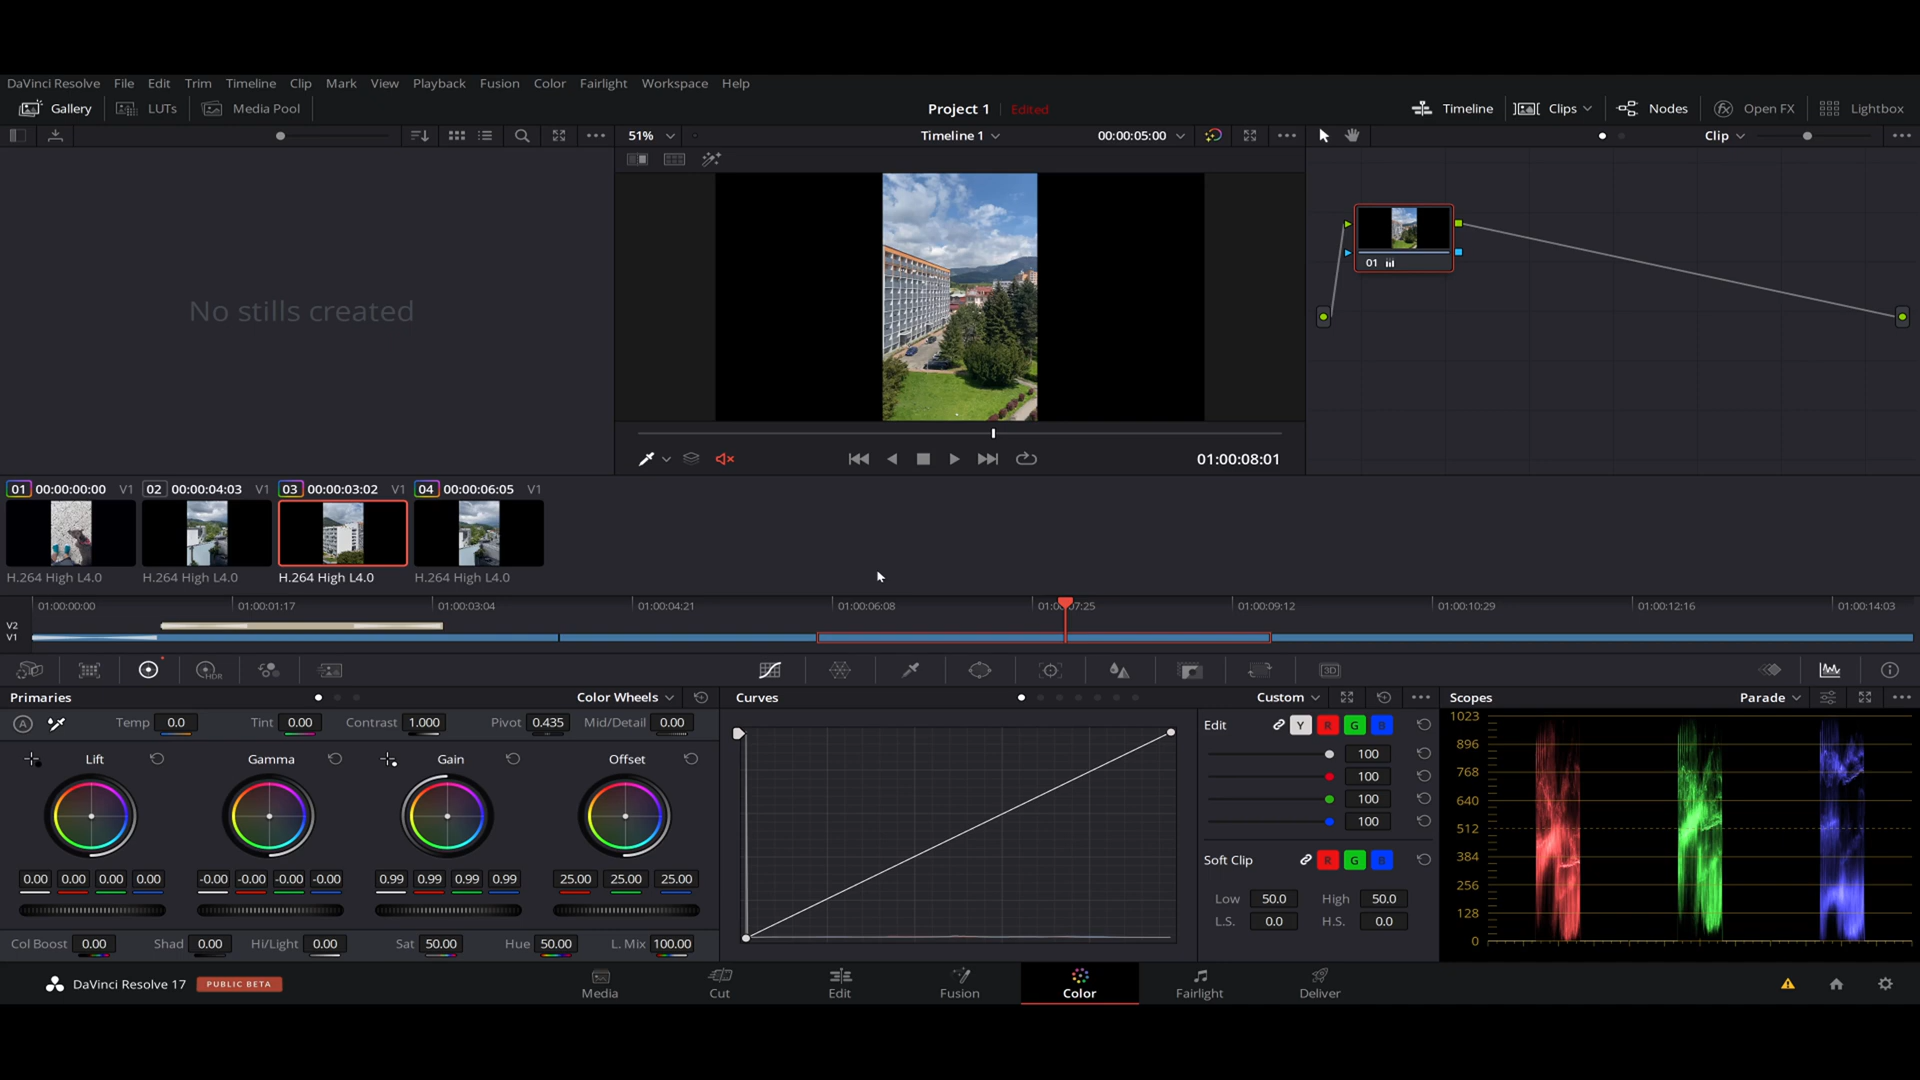 DaVinci Resolve File Edit Trim Timeline Clip Mark View Playback Fusion Color Fairlight Workspace Help
Gallery LUTs Media Pool Project 1 Edited Timeline Clips Nodes Open FX Lightbox
51% Timeline 1 00:00:05:00 Clip
No stills created
01
01:00:08:01
01 00:00:00:00 V1 02 00:00:04:03 V1 03 00:00:03:02 V1 04 00:00:06:05 V1
H.264 High L4.0 H.264 High L4.0 H.264 High L4.0 H.264 High L4.0
01:00:00:00 01:00:01:17 01:00:03:04 01:00:04:21 01:00:06:08 01:00:07:25 01:00:09:12 01:00:10:29 01:00:12:16 01:00:14:03
V2
V1
HDR 3D
Primaries Color Wheels Curves Custom Scopes Parade
A Temp 0.0 Tint 0.00 Contrast 1.000 Pivot 0.435 Mid/Detail 0.00
Lift Gamma Gain Offset
0.00 0.00 0.00 0.00 -0.00 -0.00 -0.00 -0.00 0.99 0.99 0.99 0.99 25.00 25.00 25.00
Col Boost 0.00 Shad 0.00 Hi/Light 0.00 Sat 50.00 Hue 50.00 L. Mix 100.00
Edit Y R G B
100
100
100
100
Soft Clip R G B
Low 50.0 High 50.0
L.S. 0.0 H.S. 0.0
1023
896
768
640
512
384
256
128
0
DaVinci Resolve 17 PUBLIC BETA Media Cut Edit Fusion Color Fairlight Deliver